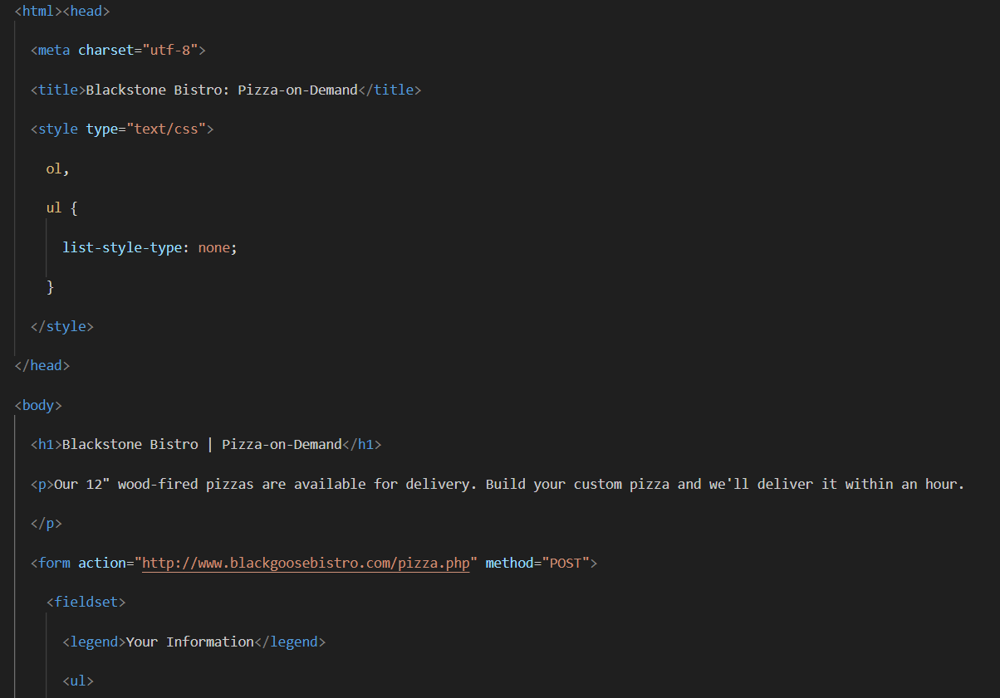 <html><head>
<meta charset="utf-8">
<title>Blackstone Bistro: Pizza-on-Demand</title>
<style type="text/css">
ol,
ul {
list-style-type: none;
}
</style>
</head>
<body>
<h1>Blackstone Bistro | Pizza-on-Demand</h1>
<p>Our 12" wood-fired pizzas are available for delivery. Build your custom pizza and we'll deliver it within an hour.
</p>
<form action="http://www.blackgoosebistro.com/pizza.php" method="POST">
<fieldset>
<legend>Your Information</legend>
<ul>